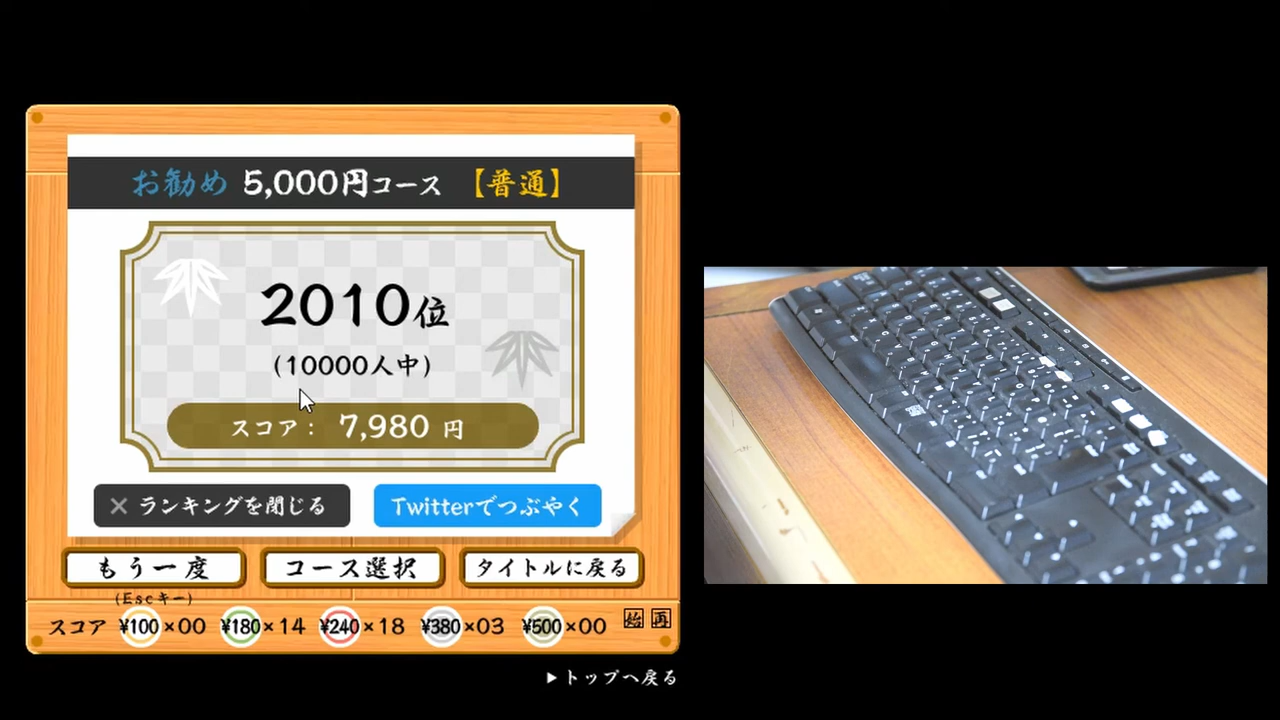 お勧め 5,000円コース 【普通】
2010位
(10000人中)
スコア： 7,980 円
× ランキングを閉じる
Twitterでつぶやく
もう一度
コース選択
タイトルに戻る
(Escキー)
スコア ¥100×00 ¥180×14 ¥240×18 ¥380×03 ¥500×00 始 再
▶トップへ戻る